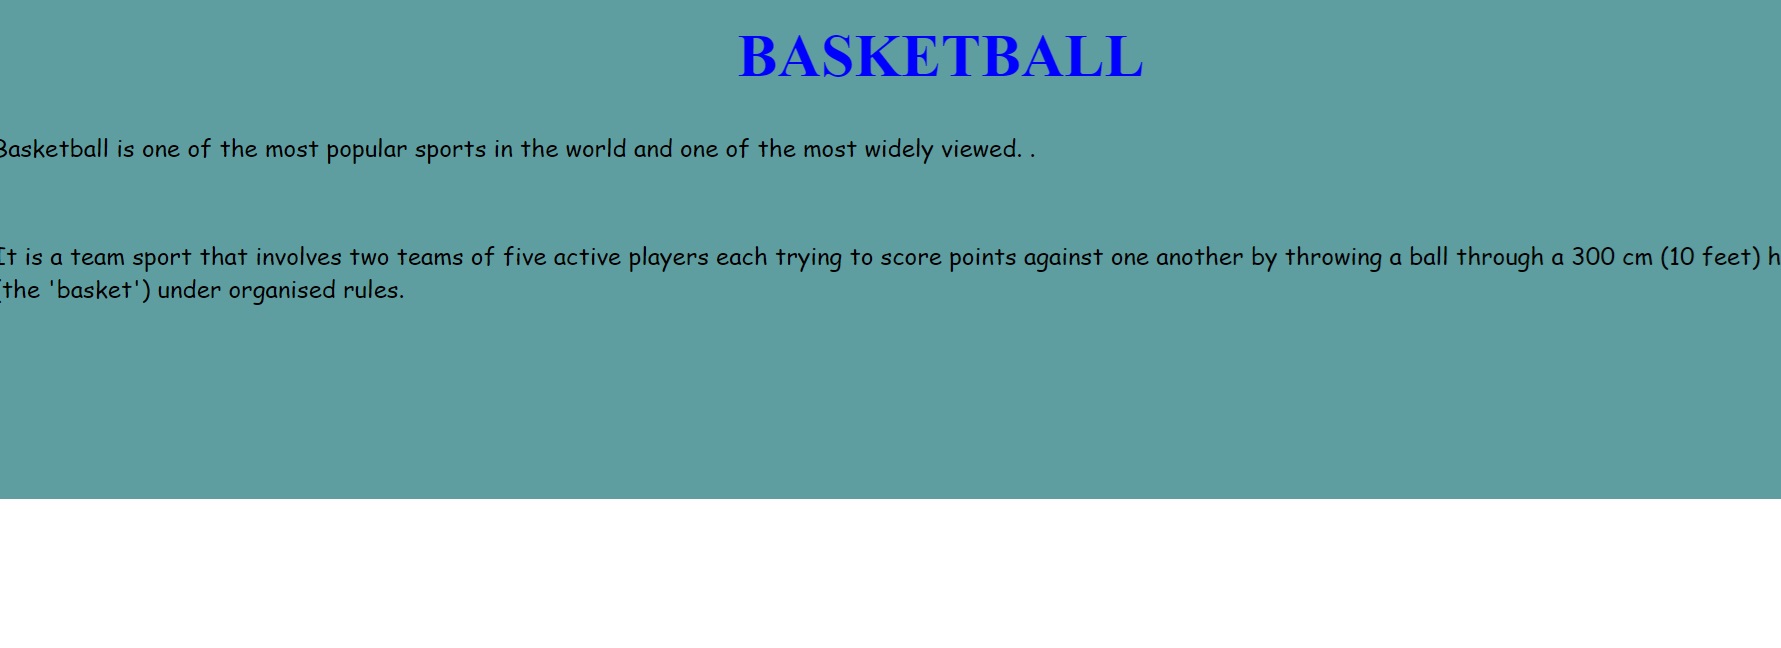 BASKETBALL
Basketball is one of the most popular sports in the world and one of the most widely viewed. .
It is a team sport that involves two teams of five active players each trying to score points against one another by throwing a ball through a 300 cm (10 feet) h
(the 'basket') under organised rules.